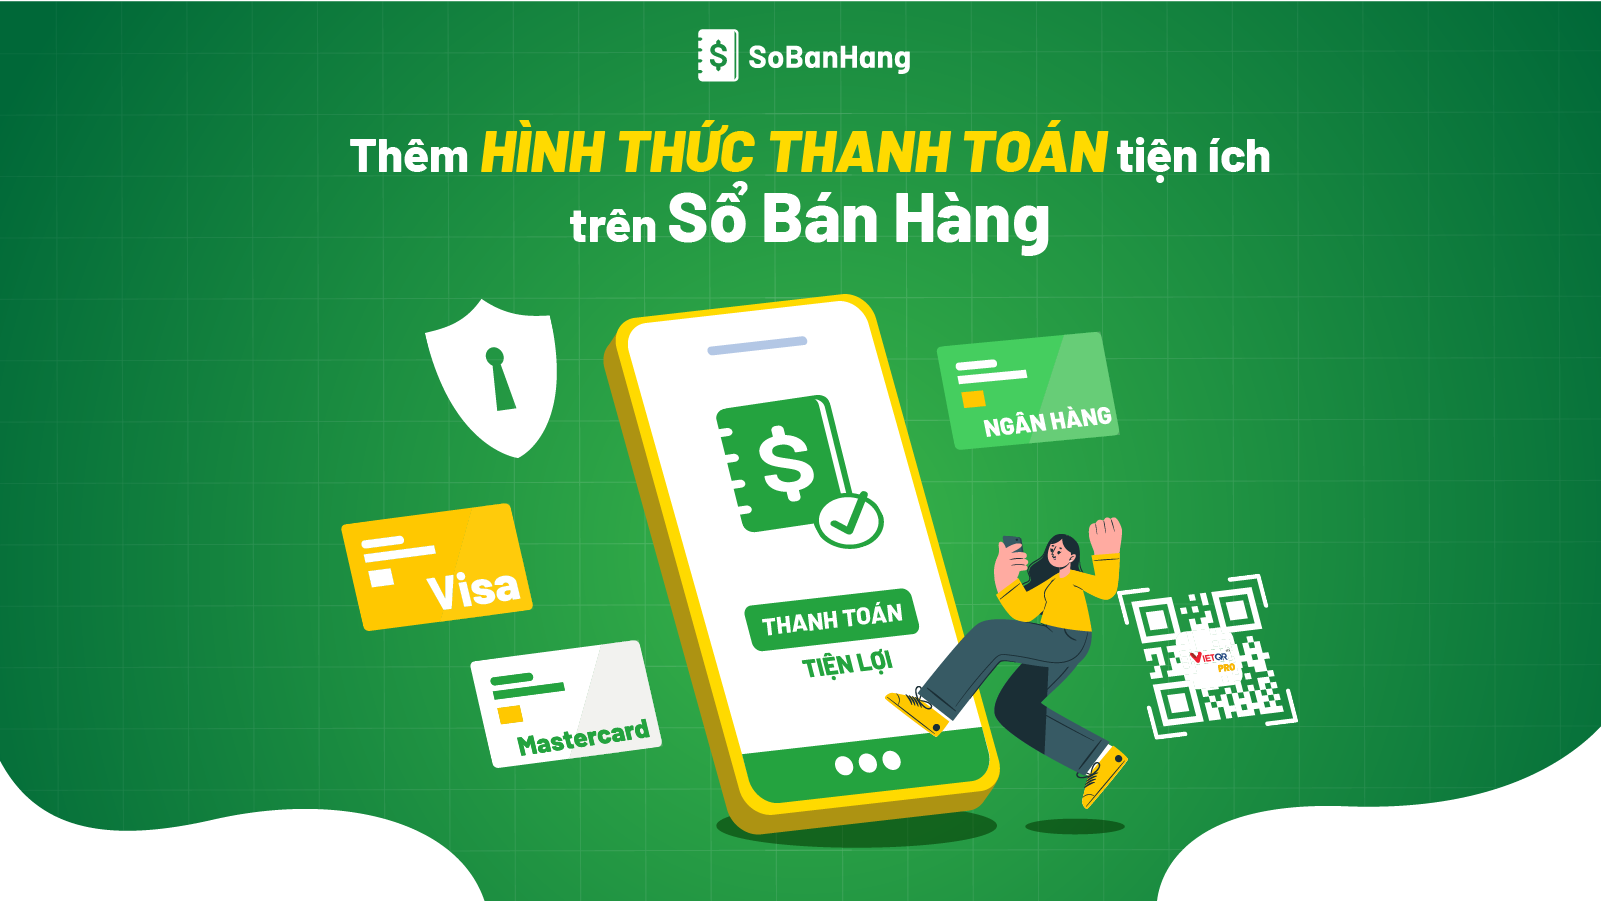 SoBanHang
Thêm HÌNH THỨC THANH TOÁN tiện ích
trên Sổ Bán Hàng
NGÂN HÀNG
Visa
THANH TOÁN
TIỆN LỢI
VIETQR
PRO
Mastercard